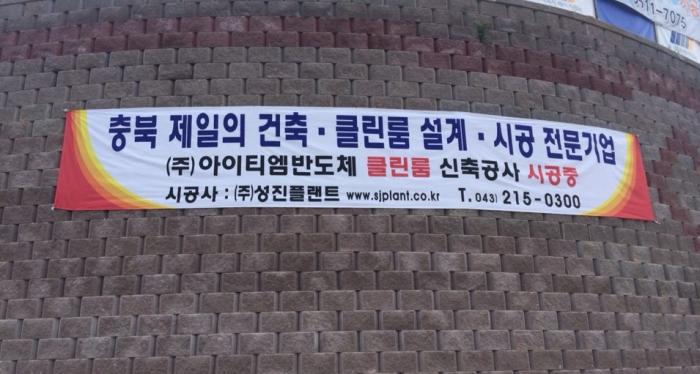 3511-7075
충북 제일의 건축·클린룸 설계·시공 전문기업
(주)아이티엠반도체 클린룸 신축공사 시공중
시공사 : (주)성진플랜트 www.sjplant.co.kr T.043) 215-0300